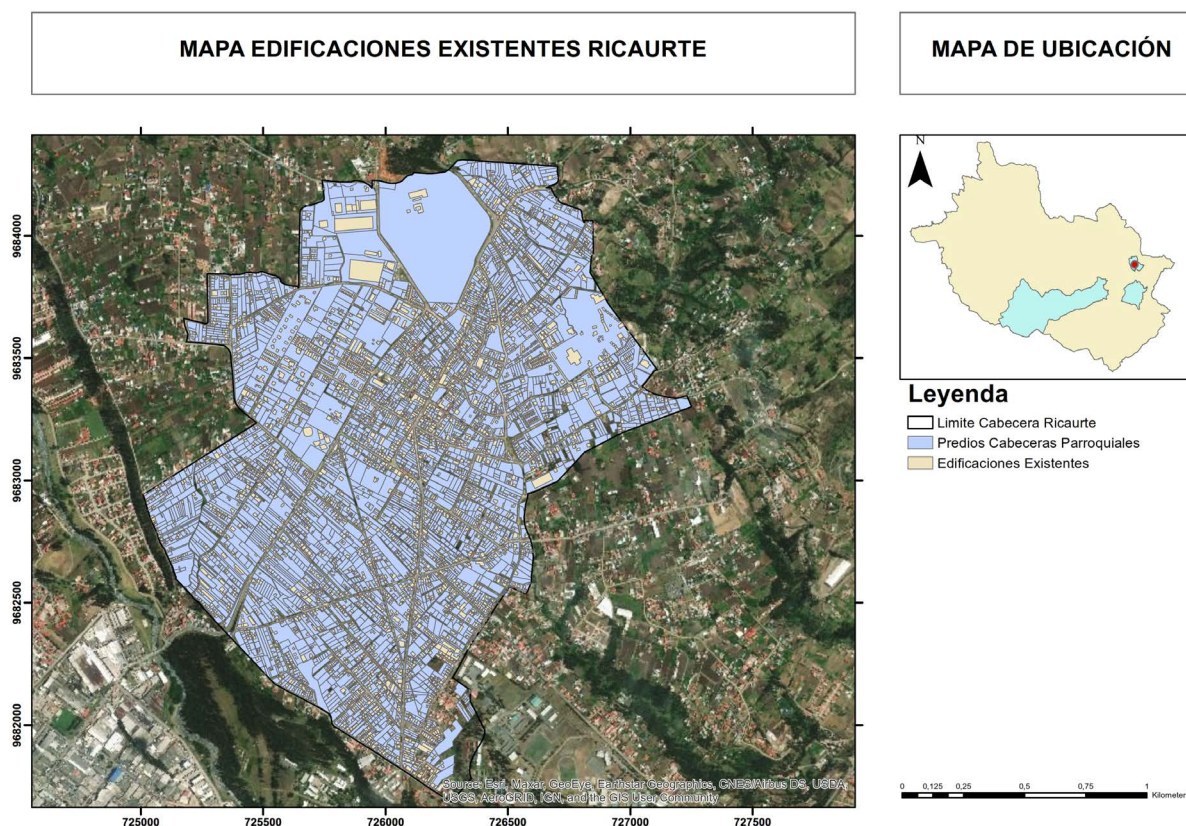 MAPA EDIFICACIONES EXISTENTES RICAURTE
MAPA DE UBICACIÓN
9684000
9683500
9683000
9682500
9682000
725000
725500
726000
726500
727000
727500
Source: Esri, Maxar, GeoEye, Earthstar Geographics, CNES/Airbus DS, USDA,
USGS, AeroGRID, IGN, and the GIS User Community
N
Leyenda
Limite Cabecera Ricaurte
Predios Cabeceras Parroquiales
Edificaciones Existentes
0 0,125 0,25 0,5 0,75 1
Kilometer